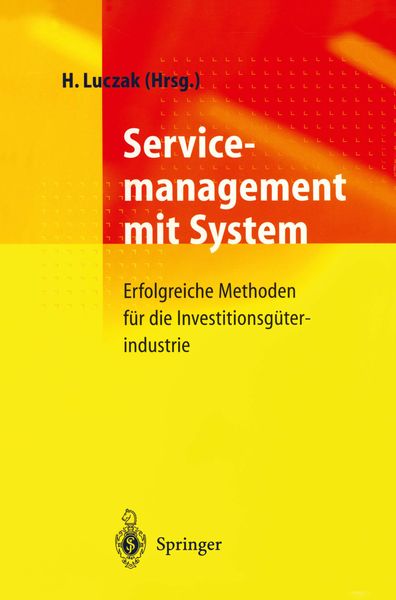 H. Luczak (Hrsg.)
Service-
management
mit System
Erfolgreiche Methoden
für die Investitionsgüter-
industrie
Springer